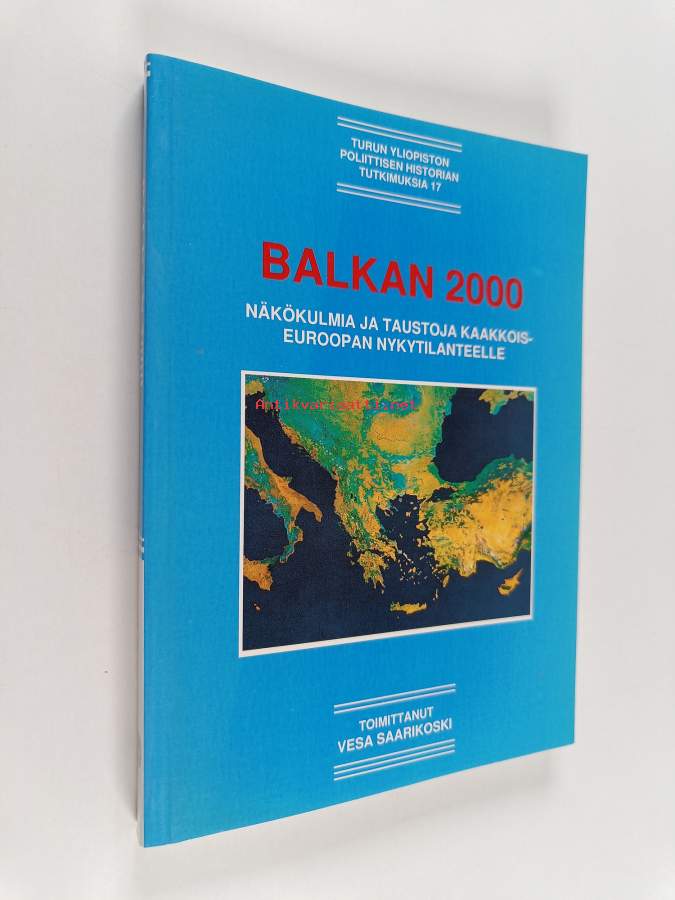 TURUN YLIOPISTON
POLIITTISEN HISTORIAN
TUTKIMUKSIA 17
BALKAN 2000
NÄKÖKULMIA JA TAUSTOJA KAAKKOIS-
EUROOPAN NYKYTILANTEELLE
Antikvariaatti.net
TOIMITTANUT
VESA SAARIKOSKI